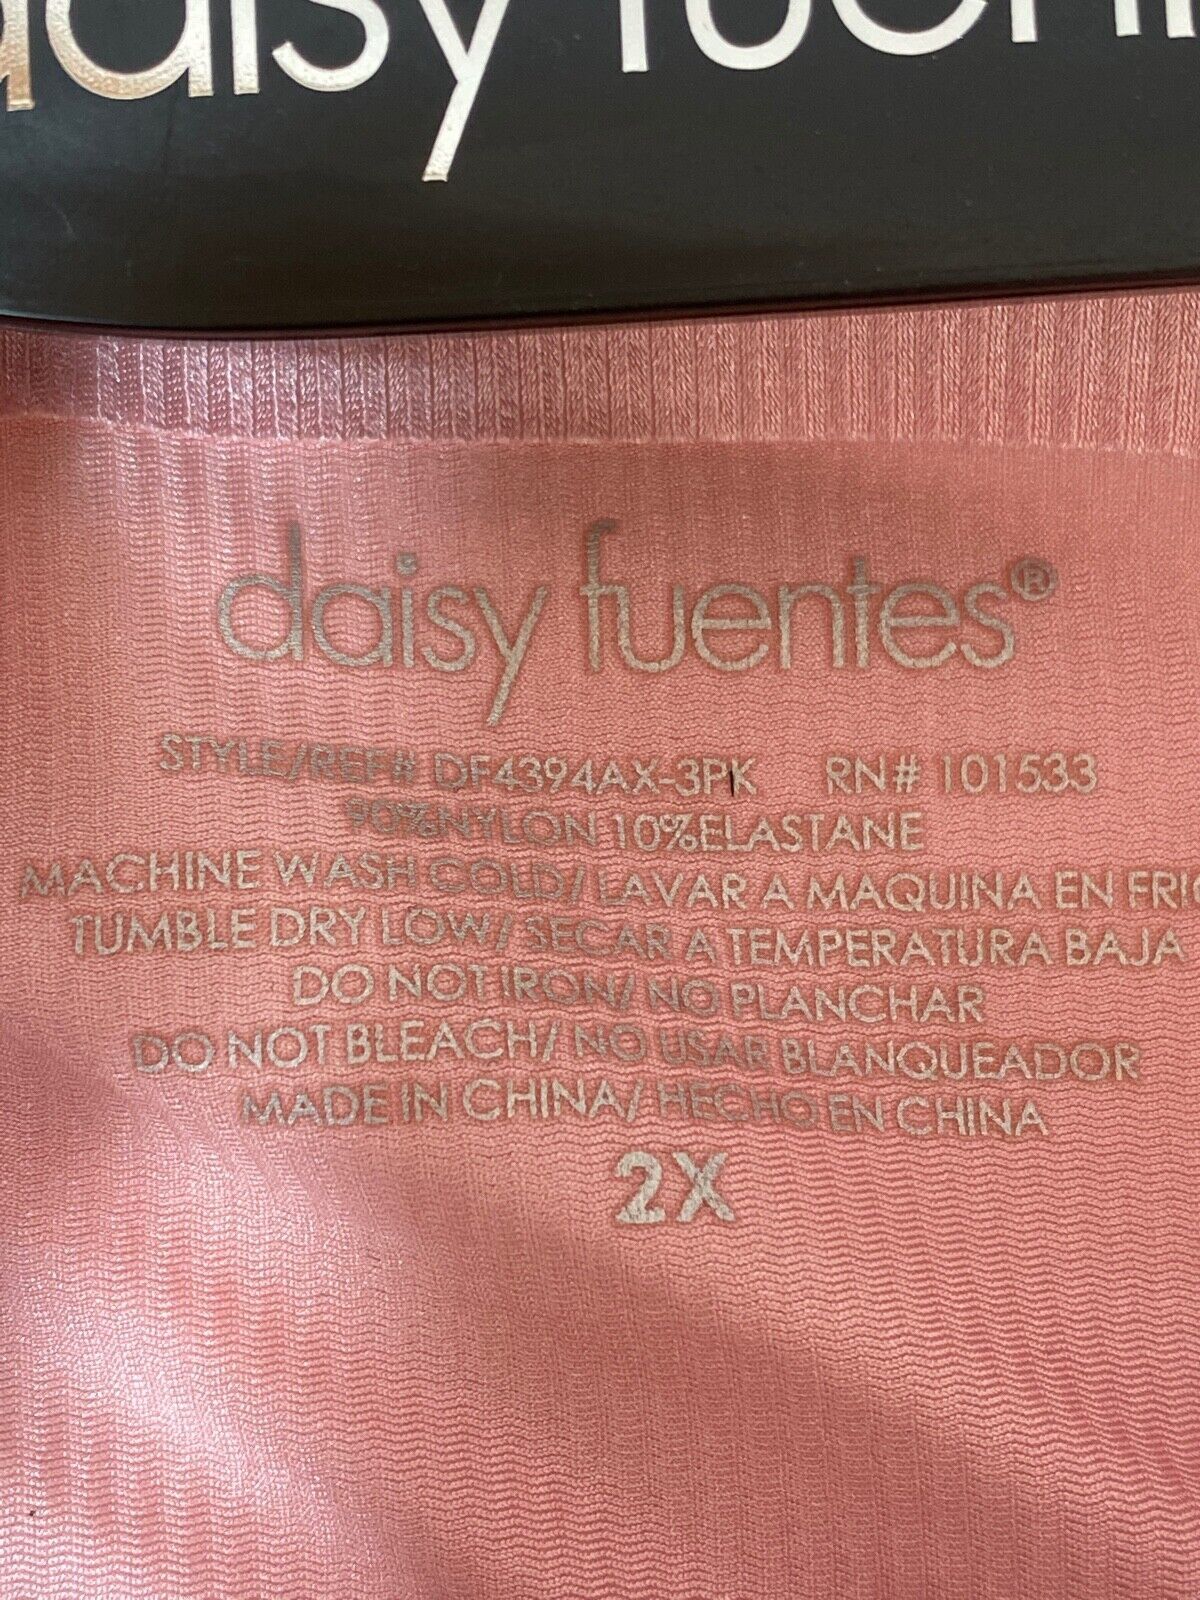 daisy fuent
daisy fuentes®
STYLE/REF# DF4394AX-3PK RN# 101533
90%NYLON 10%ELASTANE
MACHINE WASH COLD/ LAVAR A MAQUINA EN FRI
TUMBLE DRY LOW/ SECAR A TEMPERATURA BAJA
DO NOT IRON/ NO PLANCHAR
DO NOT BLEACH/ NO USAR BLANQUEADOR
MADE IN CHINA/ HECHO EN CHINA
2X